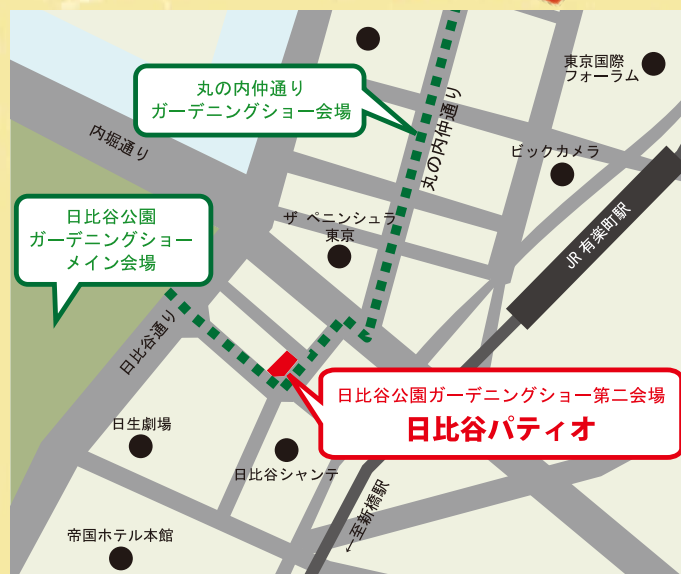 東京国際
フォーラム
丸の内仲通り
ガーデニングショー会場
内堀通り
丸の内仲通り
ビックカメラ
日比谷公園
ガーデニングショー
メイン会場
ザ ペニンシュラ
東京
JR 有楽町駅
日比谷通り
日比谷公園ガーデニングショー第二会場
日比谷パティオ
日生劇場
日比谷シャンテ
←至新橋駅
帝国ホテル本館